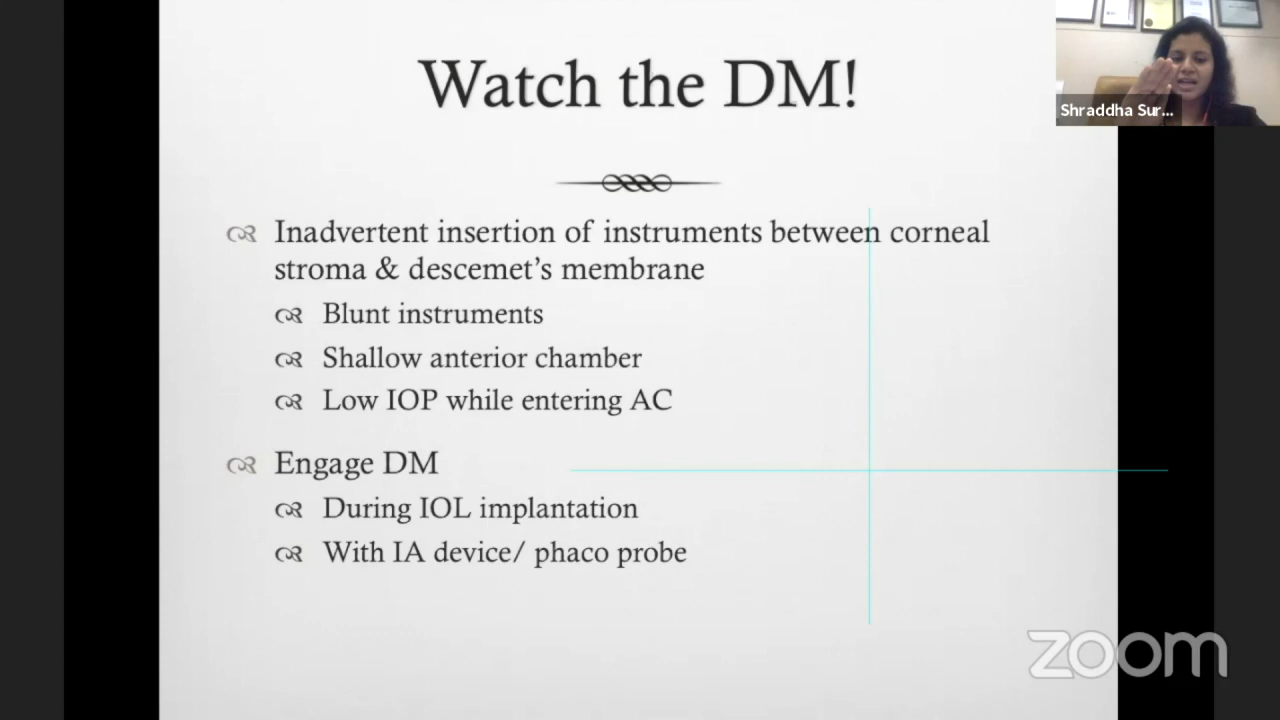 Watch the DM!
Shraddha Sur...
Inadvertent insertion of instruments between corneal
stroma & descemet's membrane
Blunt instruments
Shallow anterior chamber
Low IOP while entering AC
Engage DM
During IOL implantation
With IA device/ phaco probe
zoom